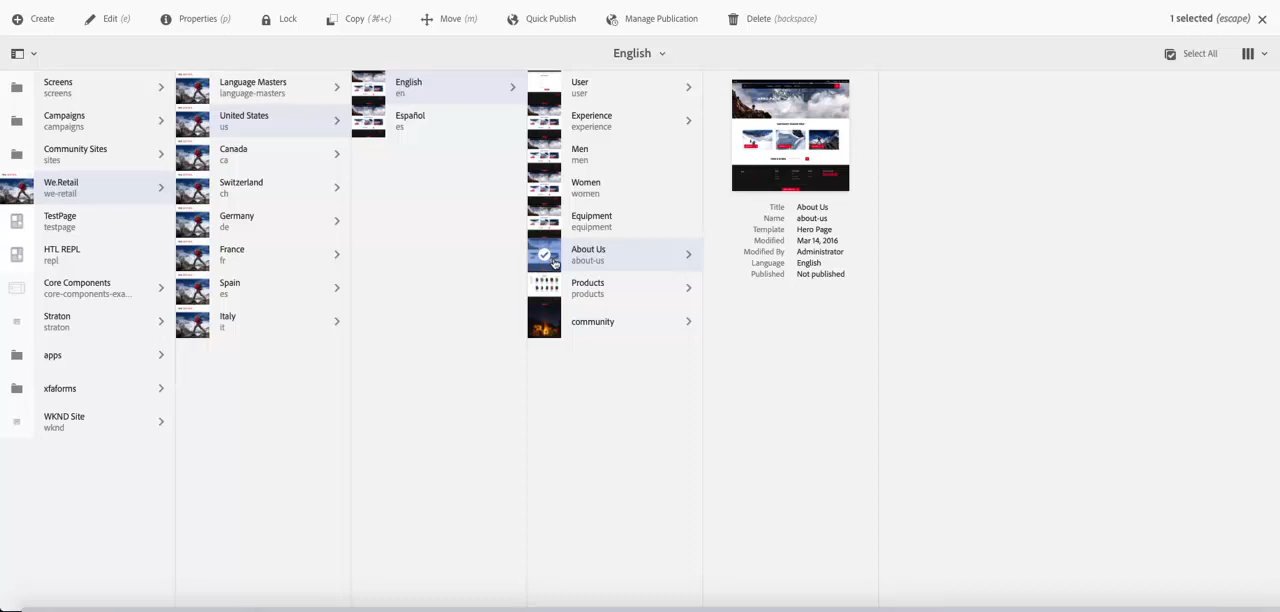 Create Edit (e) Properties (p) Lock Copy (⌘+c) Move (m) Quick Publish Manage Publication Delete (backspace) 1 selected (escape)
English Select All
Screens
screens
Campaigns
campaigns
Community Sites
sites
We.Retail
we-retail
TestPage
testpage
HTL REPL
repl
Core Components
core-components-exa...
Straton
straton
apps
xfaforms
WKND Site
wknd
Language Masters
language-masters
United States
us
Canada
ca
Switzerland
ch
Germany
de
France
fr
Spain
es
Italy
it
English
en
Español
es
User
user
Experience
experience
Men
men
Women
women
Equipment
equipment
About Us
about-us
Products
products
community
Title About Us
Name about-us
Template Hero Page
Modified Mar 14, 2016
Modified By Administrator
Language English
Published Not published